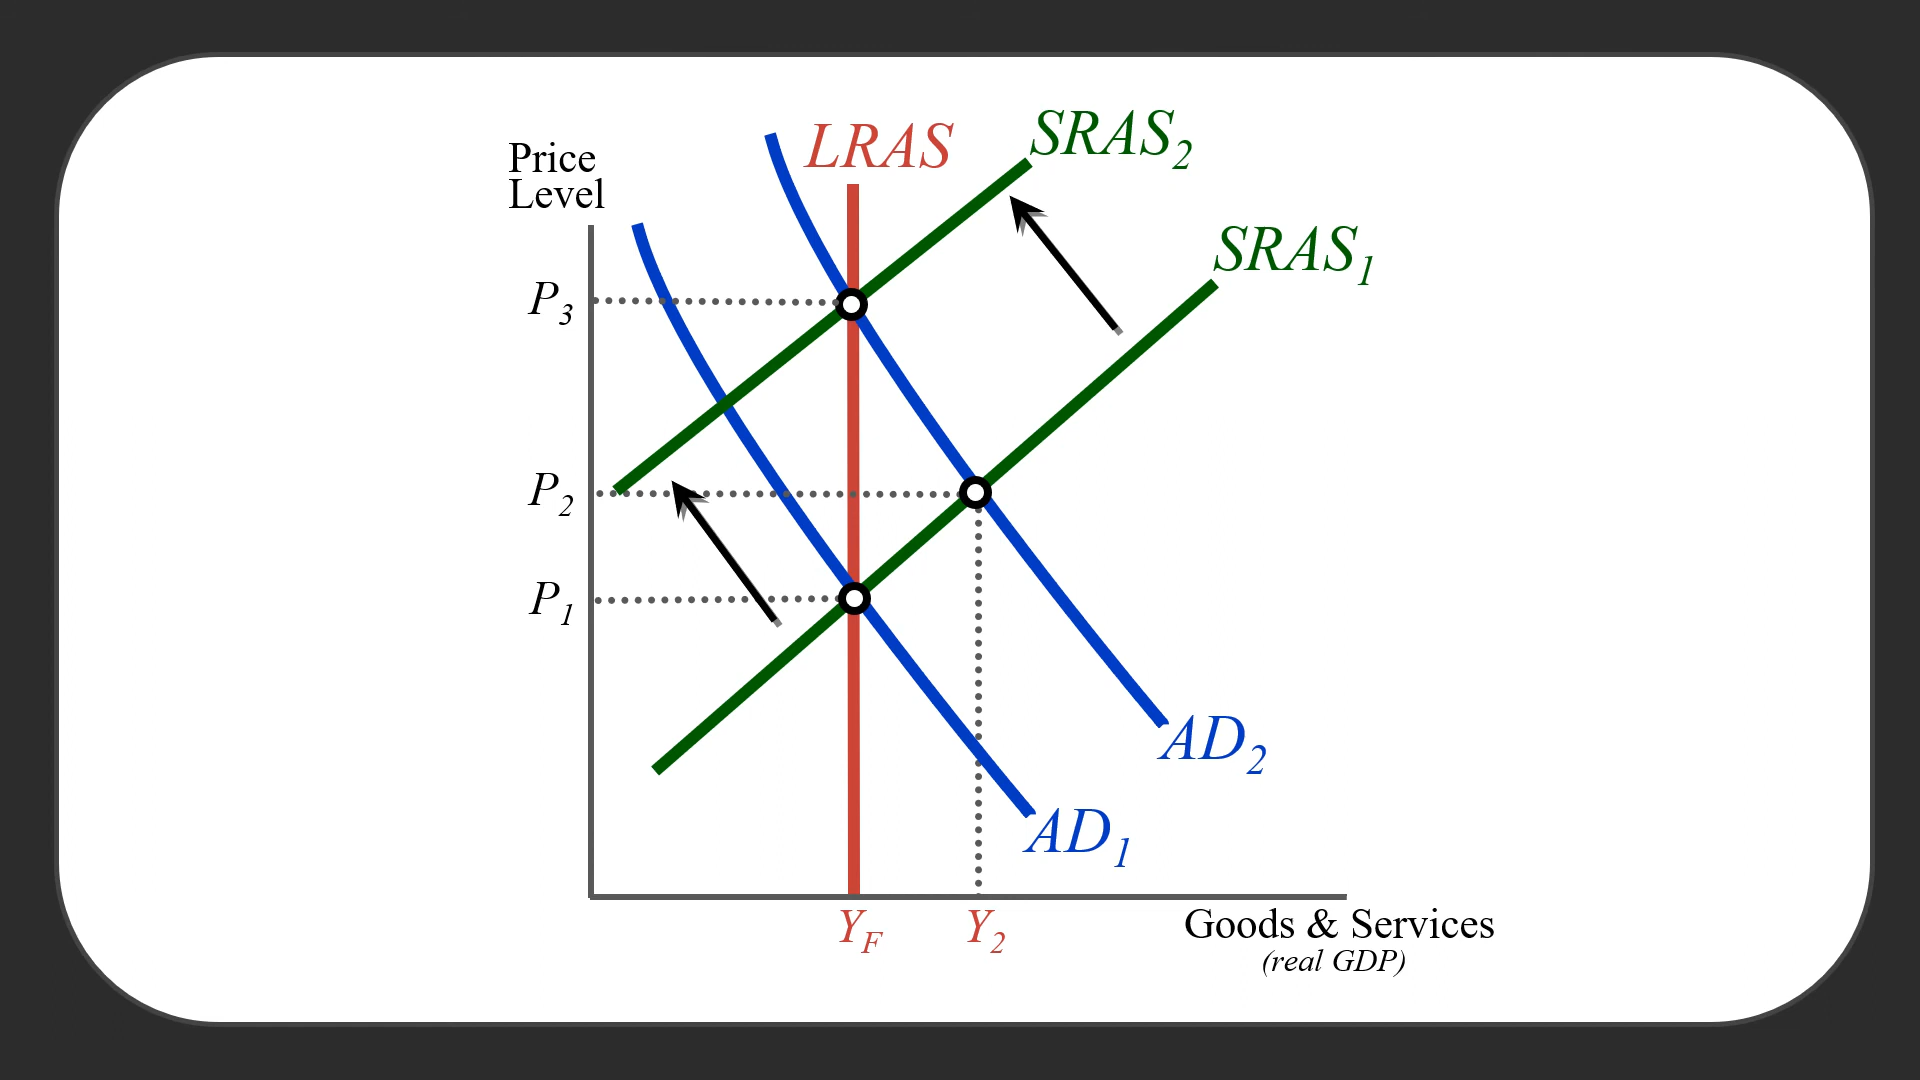 LRAS
SRAS2
Price
Level
SRAS1
P3
P2
P1
AD2
AD1
YF
Y2
Goods & Services
(real GDP)